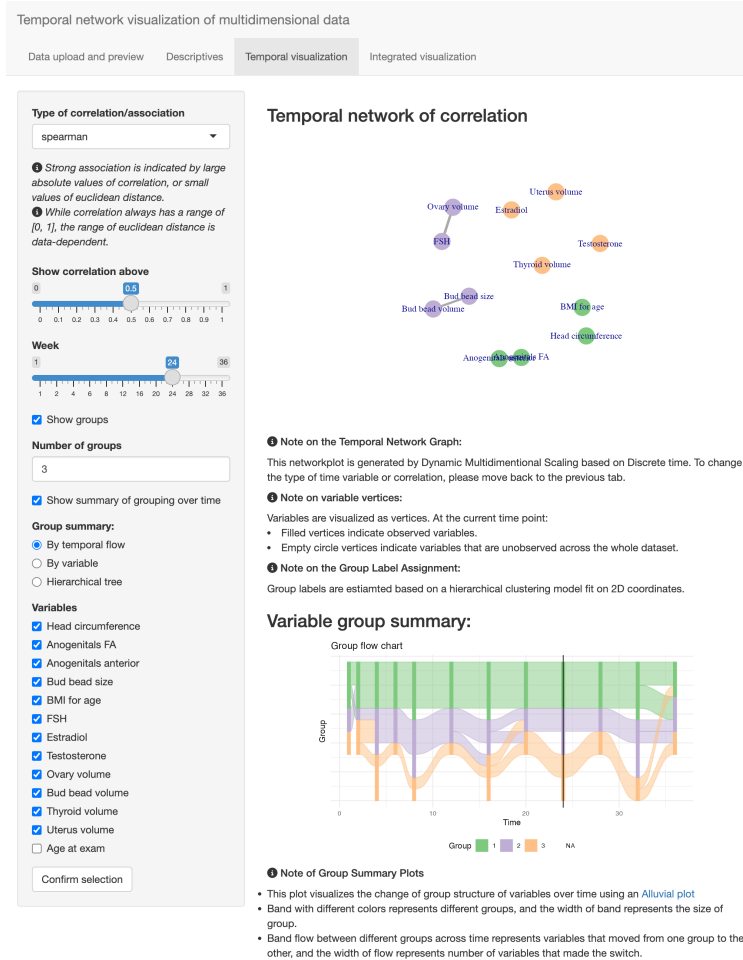 Temporal network visualization of multidimensional data
Data upload and preview Descriptives Temporal visualization Integrated visualization
Type of correlation/association
spearman
Strong association is indicated by large
absolute values of correlation, or small
values of euclidean distance.
While correlation always has a range of
[0, 1], the range of euclidean distance is
data-dependent.
Show correlation above
0 0.5 1
0 0.1 0.2 0.3 0.4 0.5 0.6 0.7 0.8 0.9 1
Week
1 24 36
1 2 4 6 8 12 16 20 24 28 32 36
Show groups
Number of groups
3
Show summary of grouping over time
Group summary:
By temporal flow
By variable
Hierarchical tree
Variables
Head circumference
Anogenitals FA
Anogenitals anterior
Bud bead size
BMI for age
FSH
Estradiol
Testosterone
Ovary volume
Bud bead volume
Thyroid volume
Uterus volume
Age at exam
Confirm selection
Temporal network of correlation
Uterus volume
Ovary volume
Estradiol
FSH
Testosterone
Thyroid volume
Bud bead size
Bud bead volume
BMI for age
Head circumference
Anogenitals FA
Note on the Temporal Network Graph:
This networkplot is generated by Dynamic Multidimentional Scaling based on Discrete time. To change
the type of time variable or correlation, please move back to the previous tab.
Note on variable vertices:
Variables are visualized as vertices. At the current time point:
• Filled vertices indicate observed variables.
• Empty circle vertices indicate variables that are unobserved across the whole dataset.
Note on the Group Label Assignment:
Group labels are estiamted based on a hierarchical clustering model fit on 2D coordinates.
Variable group summary:
Group flow chart
Group
0 10 20 30
Time
Group 1 2 3 NA
Note of Group Summary Plots
• This plot visualizes the change of group structure of variables over time using an Alluvial plot
• Band with different colors represents different groups, and the width of band represents the size of
group.
• Band flow between different groups across time represents variables that moved from one group to the
other, and the width of flow represents number of variables that made the switch.